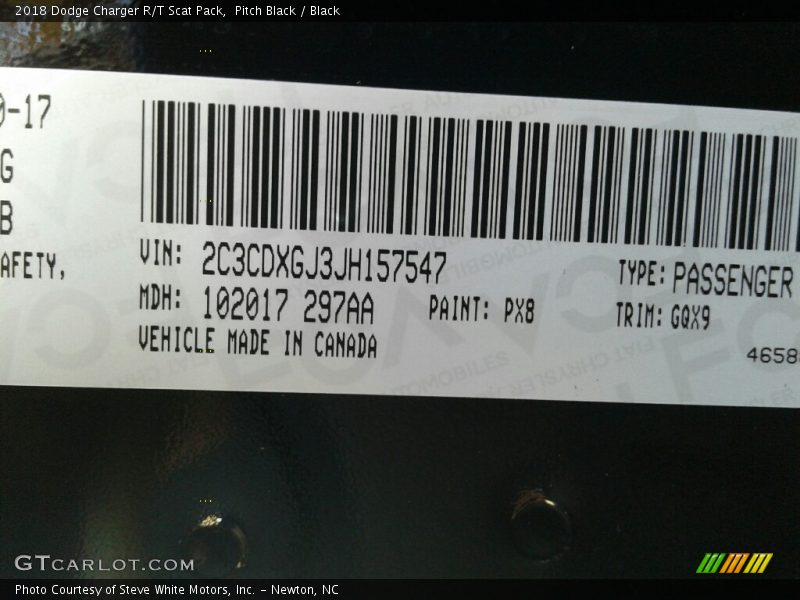 2018 Dodge Charger R/T Scat Pack,  Pitch Black / Black
0-17
G
B
AFETY,
VIN: 2C3CDXGJ3JH157547
TYPE: PASSENGER
MDH: 102017 297AA
PAINT: PX8
TRIM: GQX9
VEHICLE MADE IN CANADA
4658
GTCARLOT.COM
Photo Courtesy of Steve White Motors, Inc. – Newton, NC